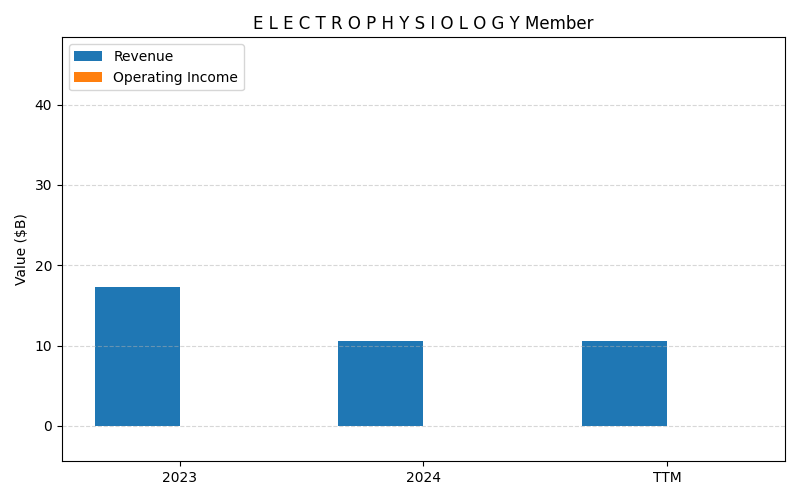 E L E C T R O P H Y S I O L O G Y Member
Revenue
Operating Income
Value ($B)
40
30
20
10
0
2023
2024
TTM